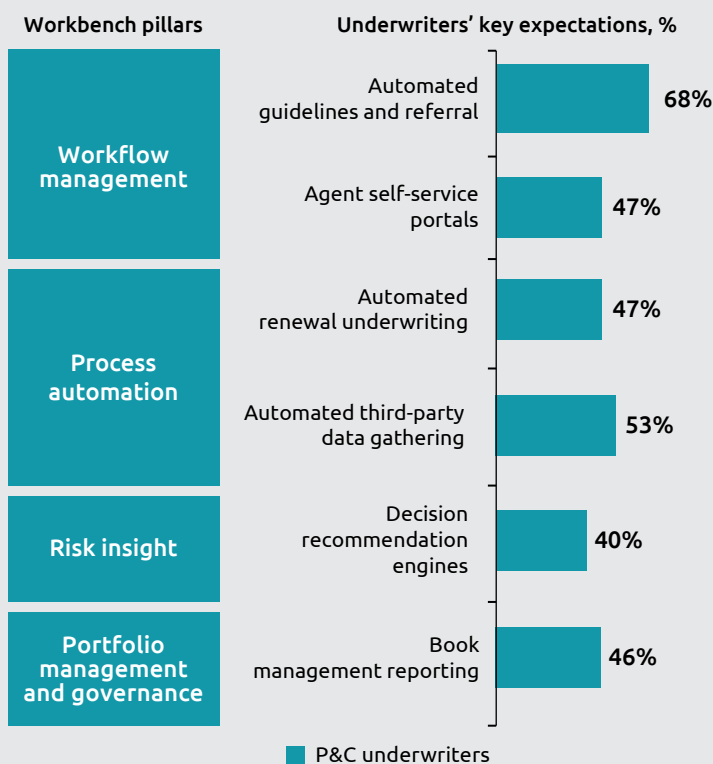 Workbench pillars
Underwriters’ key expectations, %
Workflow
management
Automated
guidelines and referral
68%
Agent self-service
portals
47%
Process
automation
Automated
renewal underwriting
47%
Automated third-party
data gathering
53%
Risk insight
Decision
recommendation
engines
40%
Portfolio
management
and governance
Book
management reporting
46%
P&C underwriters